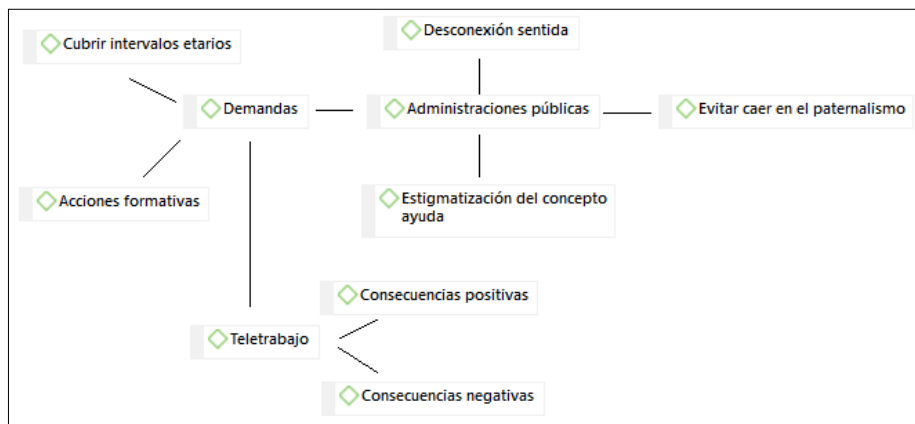 Desconexión sentida
Cubrir intervalos etarios
Demandas
Administraciones públicas
Evitar caer en el paternalismo
Acciones formativas
Estigmatización del concepto
ayuda
Consecuencias positivas
Teletrabajo
Consecuencias negativas